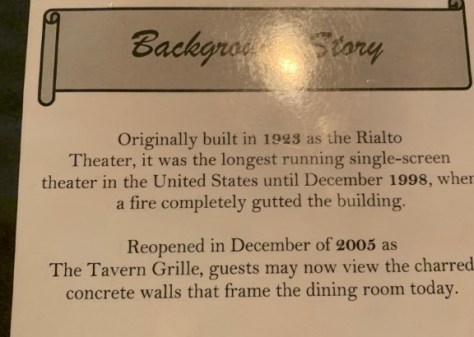 Background Story
Originally built in 1923 as the Rialto
Theater, it was the longest running single-screen
theater in the United States until December 1998, when
a fire completely gutted the building.
Reopened in December of 2005 as
The Tavern Grille, guests may now view the charred
concrete walls that frame the dining room today.